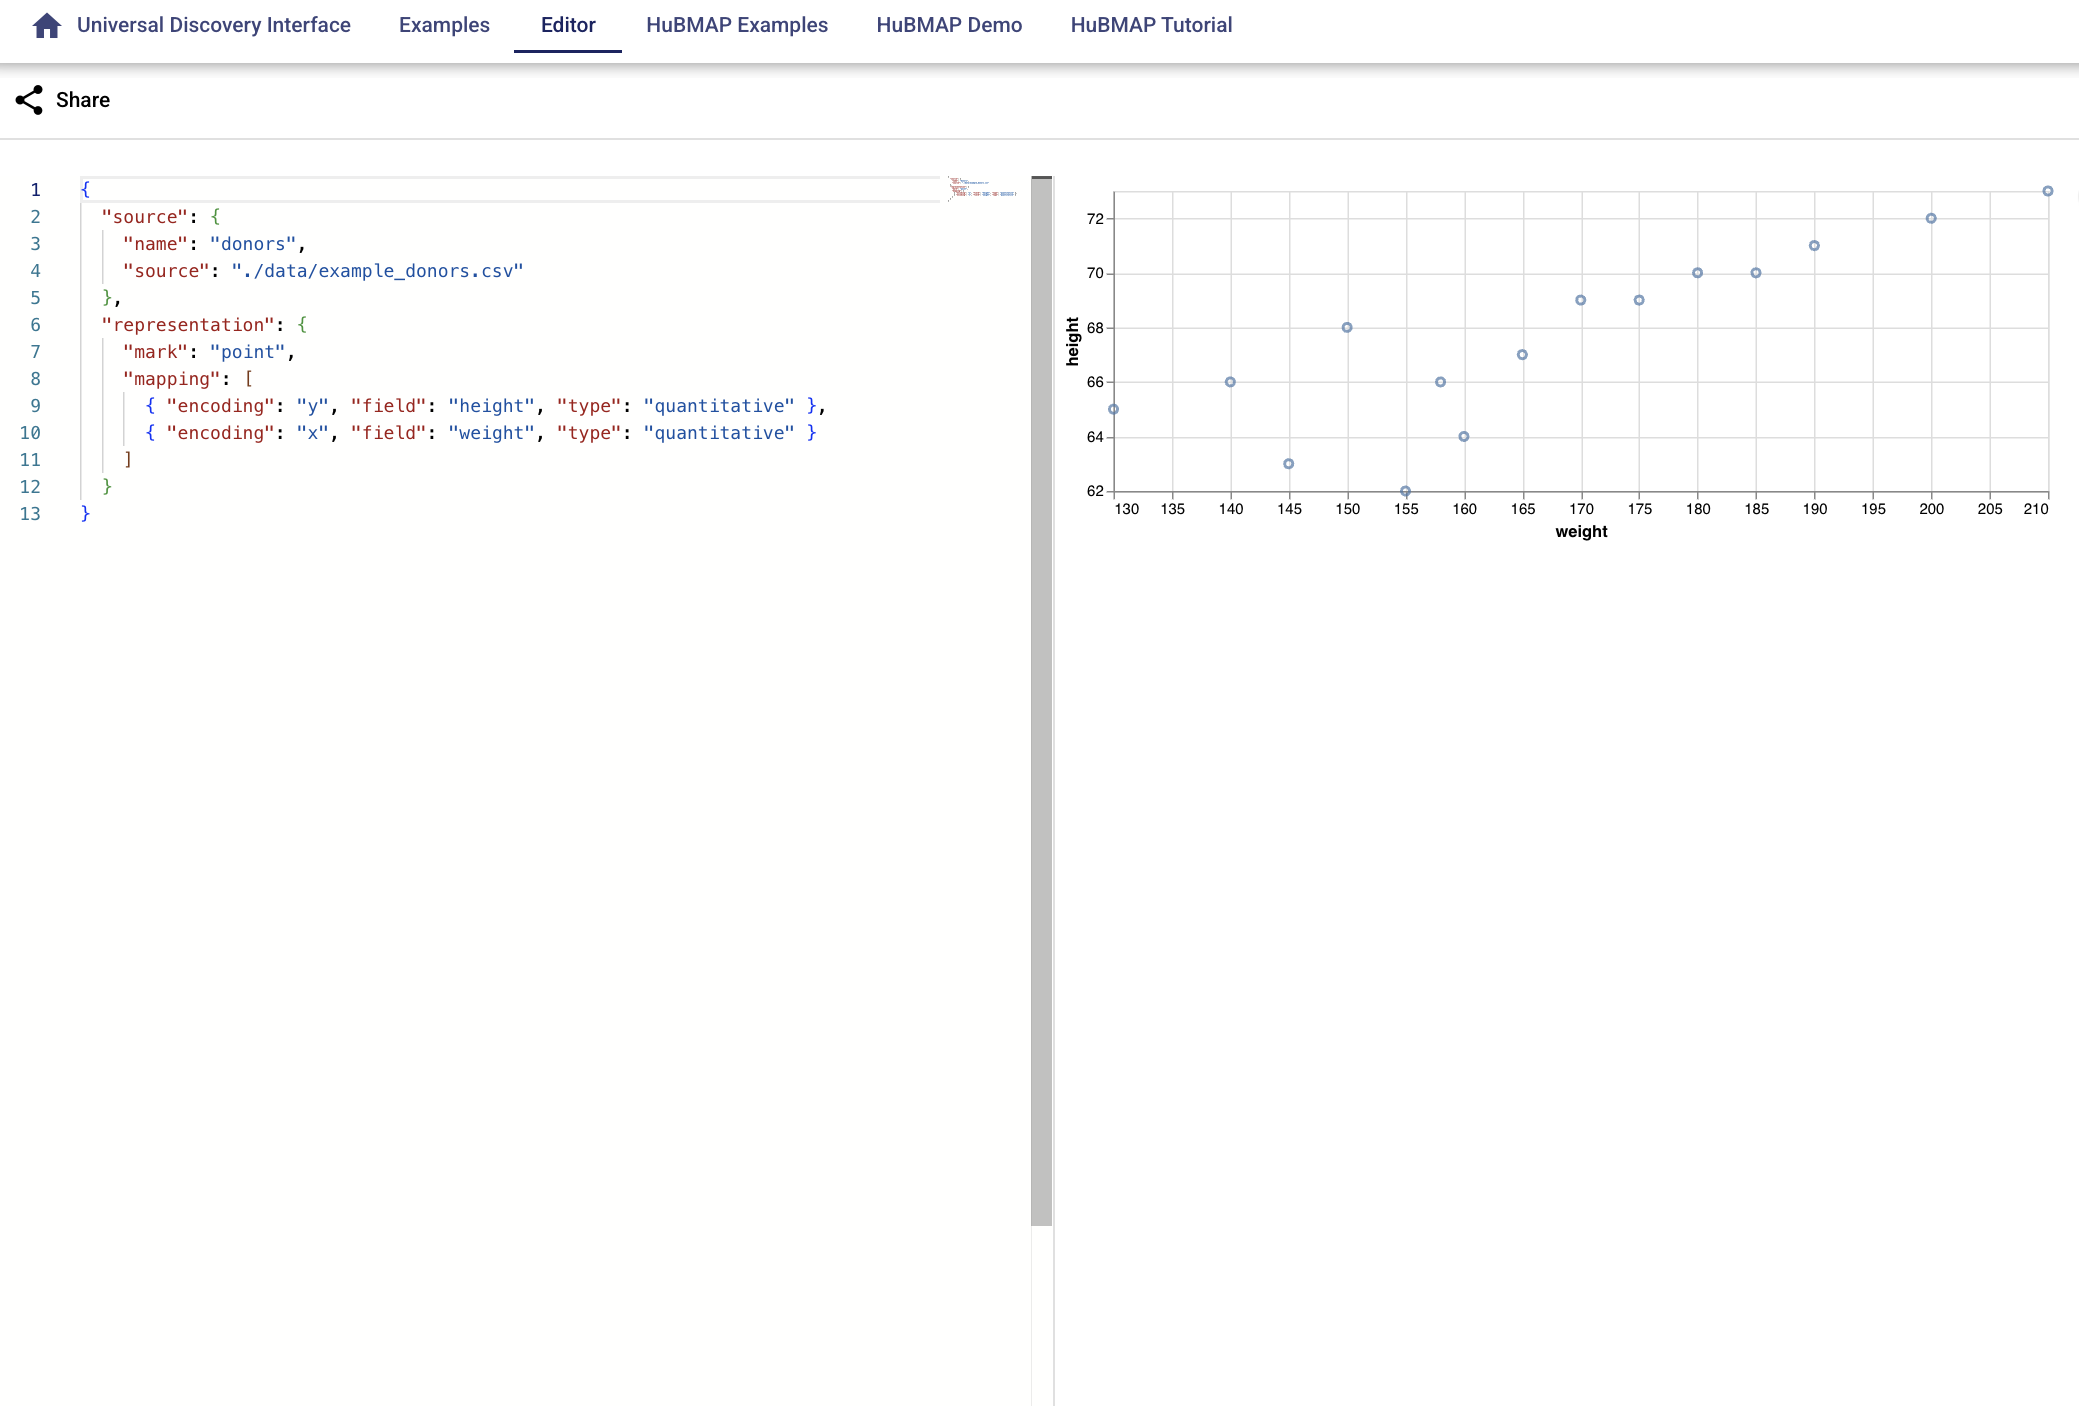 Universal Discovery Interface Examples Editor HuBMAP Examples HuBMAP Demo HuBMAP Tutorial
Share
1 {
2 "source": {
3 "name": "donors",
4 "source": "./data/example_donors.csv"
5 },
6 "representation": {
7 "mark": "point",
8 "mapping": [
9 { "encoding": "y", "field": "height", "type": "quantitative" },
10 { "encoding": "x", "field": "weight", "type": "quantitative" }
11 ]
12 }
13 }
height
72
70
68
66
64
62
130 135 140 145 150 155 160 165 170 175 180 185 190 195 200 205 210
weight